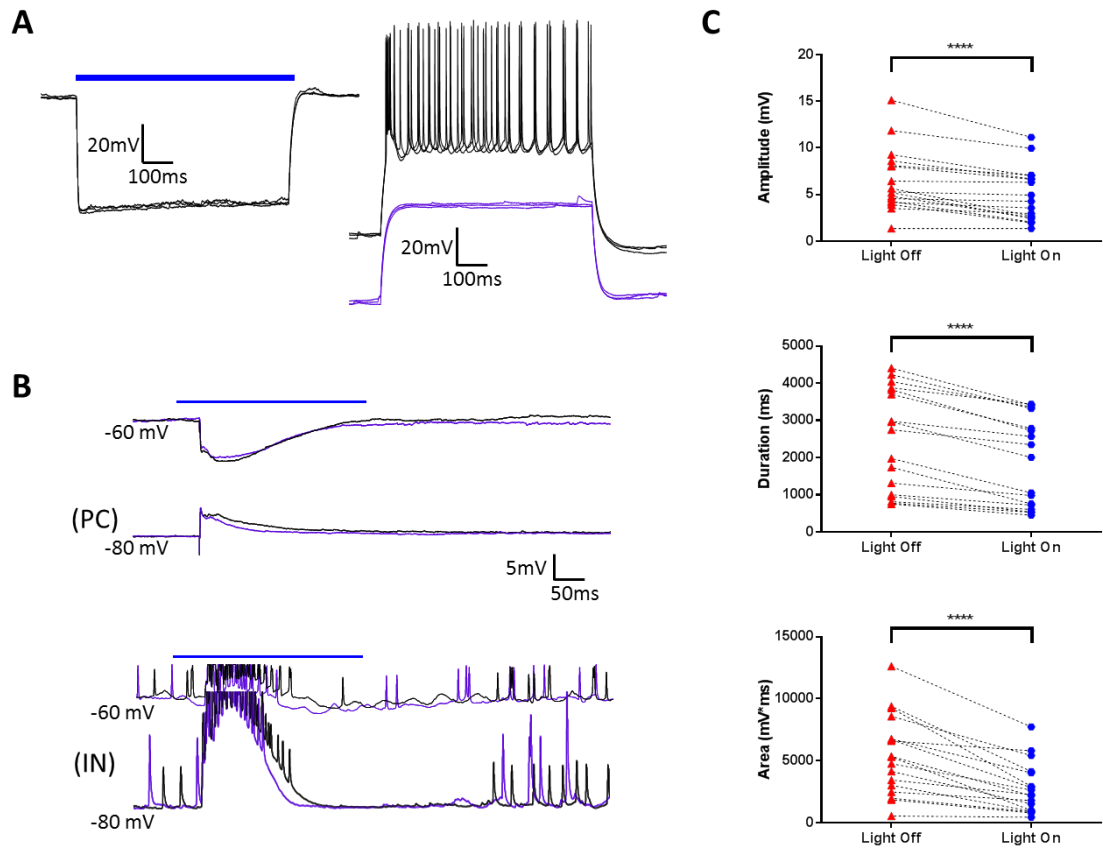 A
20mV
100ms
20mV
100ms
B
-60 mV
(PC)
-80 mV
5mV
50ms
-60 mV
(IN)
-80 mV
C
****
20
15
10
5
0
Amplitude (mV)
Light Off
Light On
****
5000
4000
3000
2000
1000
0
Duration (ms)
Light Off
Light On
****
15000
10000
5000
0
Area (mV*ms)
Light Off
Light On